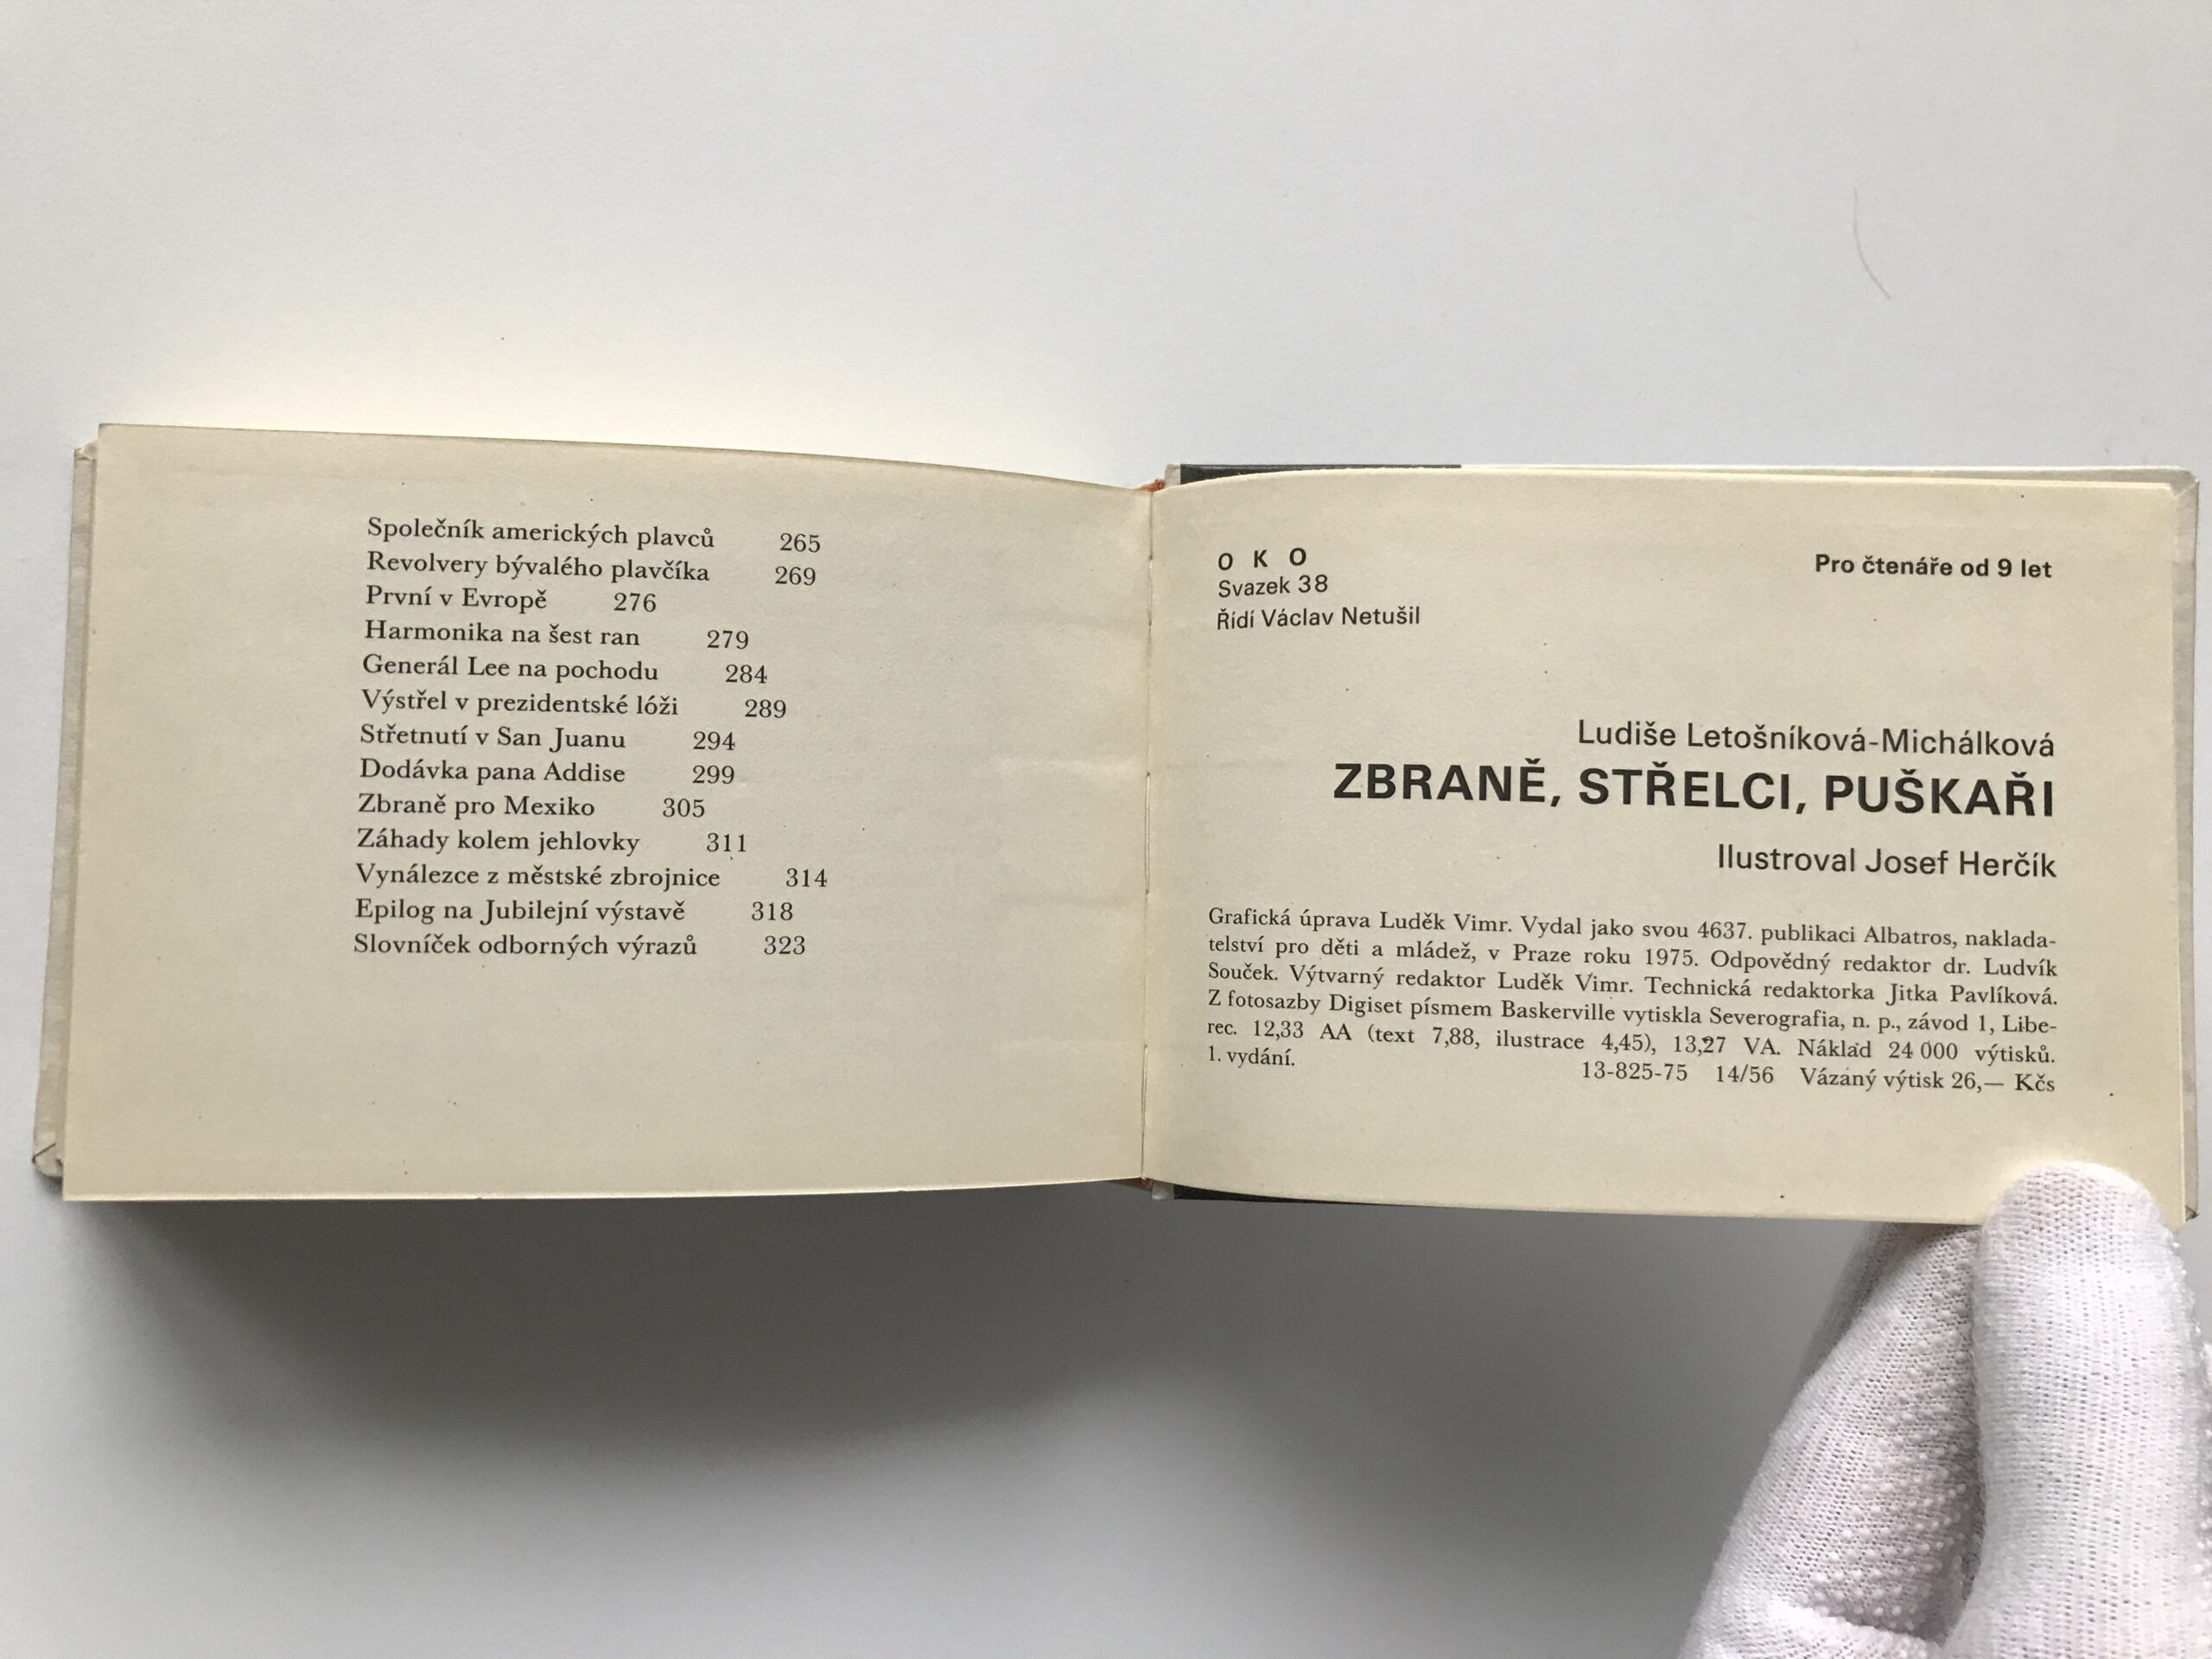 Společník amerických plavců 265
Revolvery bývalého plavčíka 269
První v Evropě 276
Harmonika na šest ran 279
Generál Lee na pochodu 284
Výstřel v prezidentské lóži 289
Střetnutí v San Juanu 294
Dodávka pana Addise 299
Zbraně pro Mexiko 305
Záhady kolem jehlovky 311
Vynálezce z městské zbrojnice 314
Epilog na Jubilejní výstavě 318
Slovníček odborných výrazů 323
O K O
Svazek 38
Řídí Václav Netušil
Pro čtenáře od 9 let
Ludiše Letošníková-Michálková
ZBRANĚ, STŘELCI, PUŠKAŘI
Ilustroval Josef Herčík
Grafická úprava Luděk Vimr. Vydal jako svou 4637. publikaci Albatros, naklada-
telství pro děti a mládež, v Praze roku 1975. Odpovědný redaktor dr. Ludvík
Souček. Výtvarný redaktor Luděk Vimr. Technická redaktorka Jitka Pavlíková.
Z fotosazby Digiset písmem Baskerville vytiskla Severografia, n. p., závod 1, Libe-
rec. 12,33 AA (text 7,88, ilustrace 4,45), 13,27 VA. Náklad 24 000 výtisků.
1. vydání. 13-825-75 14/56 Vázaný výtisk 26,— Kčs